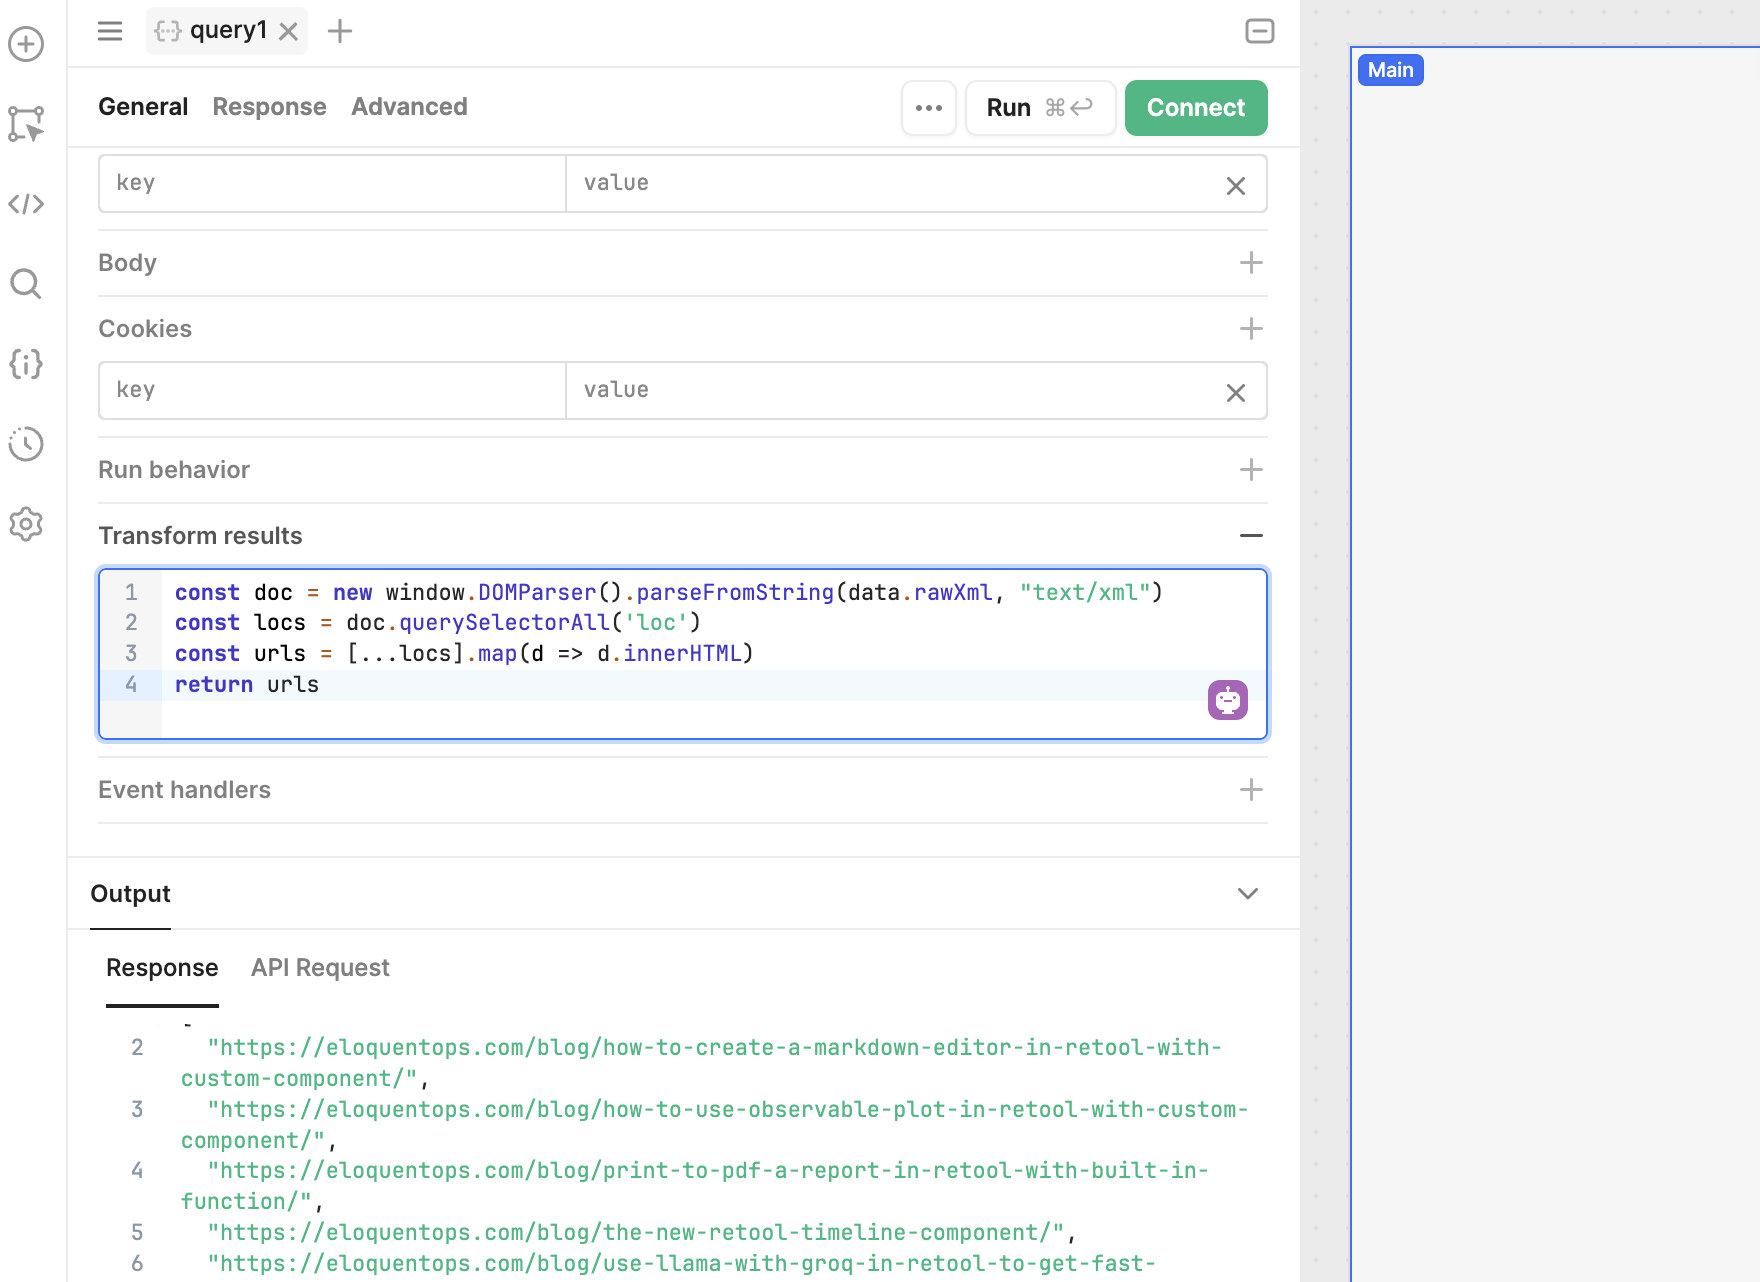 query1
General Response Advanced
Run ⌘↩ Connect
Main
key value
Body
Cookies
key value
Run behavior
Transform results
1 const doc = new window.DOMParser().parseFromString(data.rawXml, "text/xml")
2 const locs = doc.querySelectorAll('loc')
3 const urls = [...locs].map(d => d.innerHTML)
4 return urls
Event handlers
Output
Response API Request
2 "https://eloquentops.com/blog/how-to-create-a-markdown-editor-in-retool-with-
custom-component/",
3 "https://eloquentops.com/blog/how-to-use-observable-plot-in-retool-with-custom-
component/",
4 "https://eloquentops.com/blog/print-to-pdf-a-report-in-retool-with-built-in-
function/",
5 "https://eloquentops.com/blog/the-new-retool-timeline-component/",
6 "https://eloquentops.com/blog/use-llama-with-groq-in-retool-to-get-fast-